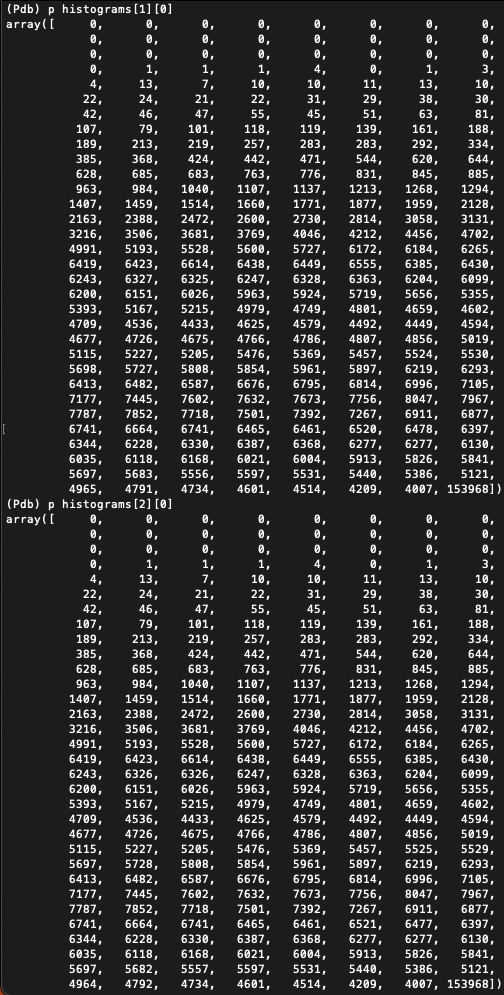 (Pdb) p histograms[1][0]
array([     0,      0,      0,      0,      0,      0,      0,      0,
            0,      0,      0,      0,      0,      0,      0,      0,
            0,      0,      0,      0,      0,      0,      0,      0,
            0,      1,      1,      1,      4,      0,      1,      3,
            4,     13,      7,     10,     10,     11,     13,     10,
           22,     24,     21,     22,     31,     29,     38,     30,
           42,     46,     47,     55,     45,     51,     63,     81,
          107,     79,    101,    118,    119,    139,    161,    188,
          189,    213,    219,    257,    283,    283,    292,    334,
          385,    368,    424,    442,    471,    544,    620,    644,
          628,    685,    683,    763,    776,    831,    845,    885,
          963,    984,   1040,   1107,   1137,   1213,   1268,   1294,
         1407,   1459,   1514,   1660,   1771,   1877,   1959,   2128,
         2163,   2388,   2472,   2600,   2730,   2814,   3058,   3131,
         3216,   3506,   3681,   3769,   4046,   4212,   4456,   4702,
         4991,   5193,   5528,   5600,   5727,   6172,   6184,   6265,
         6419,   6423,   6614,   6438,   6449,   6555,   6385,   6430,
         6243,   6327,   6325,   6247,   6328,   6363,   6204,   6099,
         6200,   6151,   6026,   5963,   5924,   5719,   5656,   5355,
         5393,   5167,   5215,   4979,   4749,   4801,   4659,   4602,
         4709,   4536,   4433,   4625,   4579,   4492,   4449,   4594,
         4677,   4726,   4675,   4766,   4786,   4807,   4856,   5019,
         5115,   5227,   5205,   5476,   5369,   5457,   5524,   5530,
         5698,   5727,   5808,   5854,   5961,   5897,   6219,   6293,
         6413,   6482,   6587,   6676,   6795,   6814,   6996,   7105,
         7177,   7445,   7602,   7632,   7673,   7756,   8047,   7967,
         7787,   7852,   7718,   7501,   7392,   7267,   6911,   6877,
         6741,   6664,   6741,   6465,   6461,   6520,   6478,   6397,
         6344,   6228,   6330,   6387,   6368,   6277,   6277,   6130,
         6035,   6118,   6168,   6021,   6004,   5913,   5826,   5841,
         5697,   5683,   5556,   5597,   5531,   5440,   5386,   5121,
         4965,   4791,   4734,   4601,   4514,   4209,   4007, 153968])
(Pdb) p histograms[2][0]
array([     0,      0,      0,      0,      0,      0,      0,      0,
            0,      0,      0,      0,      0,      0,      0,      0,
            0,      0,      0,      0,      0,      0,      0,      0,
            0,      1,      1,      1,      4,      0,      1,      3,
            4,     13,      7,     10,     10,     11,     13,     10,
           22,     24,     21,     22,     31,     29,     38,     30,
           42,     46,     47,     55,     45,     51,     63,     81,
          107,     79,    101,    118,    119,    139,    161,    188,
          189,    213,    219,    257,    283,    283,    292,    334,
          385,    368,    424,    442,    471,    544,    620,    644,
          628,    685,    683,    763,    776,    831,    845,    885,
          963,    984,   1040,   1107,   1137,   1213,   1268,   1294,
         1407,   1459,   1514,   1660,   1771,   1877,   1959,   2128,
         2163,   2388,   2472,   2600,   2730,   2814,   3058,   3131,
         3216,   3506,   3681,   3769,   4046,   4212,   4456,   4702,
         4991,   5193,   5528,   5600,   5727,   6172,   6184,   6265,
         6419,   6423,   6614,   6438,   6449,   6555,   6385,   6430,
         6243,   6326,   6326,   6247,   6328,   6363,   6204,   6099,
         6200,   6151,   6026,   5963,   5924,   5719,   5656,   5355,
         5393,   5167,   5215,   4979,   4749,   4801,   4659,   4602,
         4709,   4536,   4433,   4625,   4579,   4492,   4449,   4594,
         4677,   4726,   4675,   4766,   4786,   4807,   4856,   5019,
         5115,   5227,   5205,   5476,   5369,   5457,   5525,   5529,
         5697,   5728,   5808,   5854,   5961,   5897,   6219,   6293,
         6413,   6482,   6587,   6676,   6795,   6814,   6996,   7105,
         7177,   7445,   7602,   7632,   7673,   7756,   8047,   7967,
         7787,   7852,   7718,   7501,   7392,   7267,   6911,   6877,
         6741,   6664,   6741,   6465,   6461,   6521,   6477,   6397,
         6344,   6228,   6330,   6387,   6368,   6277,   6277,   6130,
         6035,   6118,   6168,   6021,   6004,   5913,   5826,   5841,
         5697,   5682,   5557,   5597,   5531,   5440,   5386,   5121,
         4964,   4792,   4734,   4601,   4514,   4209,   4007, 153968])